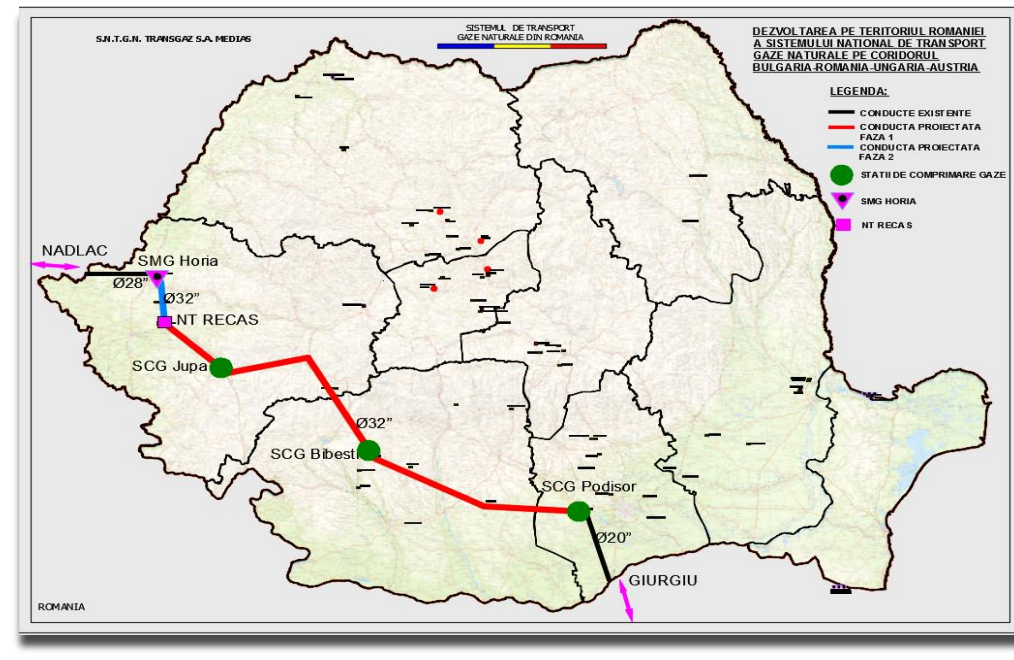 S.N.T.G.N. TRANSGAZ S.A. MEDIAS
SISTEMUL DE TRANSPORT
GAZE NATURALE DIN ROMANIA
DEZVOLTAREA PE TERITORIUL ROMANIEI
A SISTEMULUI NATIONAL DE TRANSPORT
GAZE NATURALE PE CORIDORUL
BULGARIA-ROMANIA-UNGARIA-AUSTRIA
LEGENDA:
CONDUCTE EXISTENTE
CONDUCTA PROIECTATA
FAZA 1
CONDUCTA PROIECTATA
FAZA 2
STATII DE COMPRIMARE GAZE
SMG HORIA
NT RECAS
NADLAC
SMG Horia
Ø28”
Ø32”
NT RECAS
SCG Jupa
Ø32”
SCG Bibesti
SCG Podisor
Ø20”
GIURGIU
ROMANIA